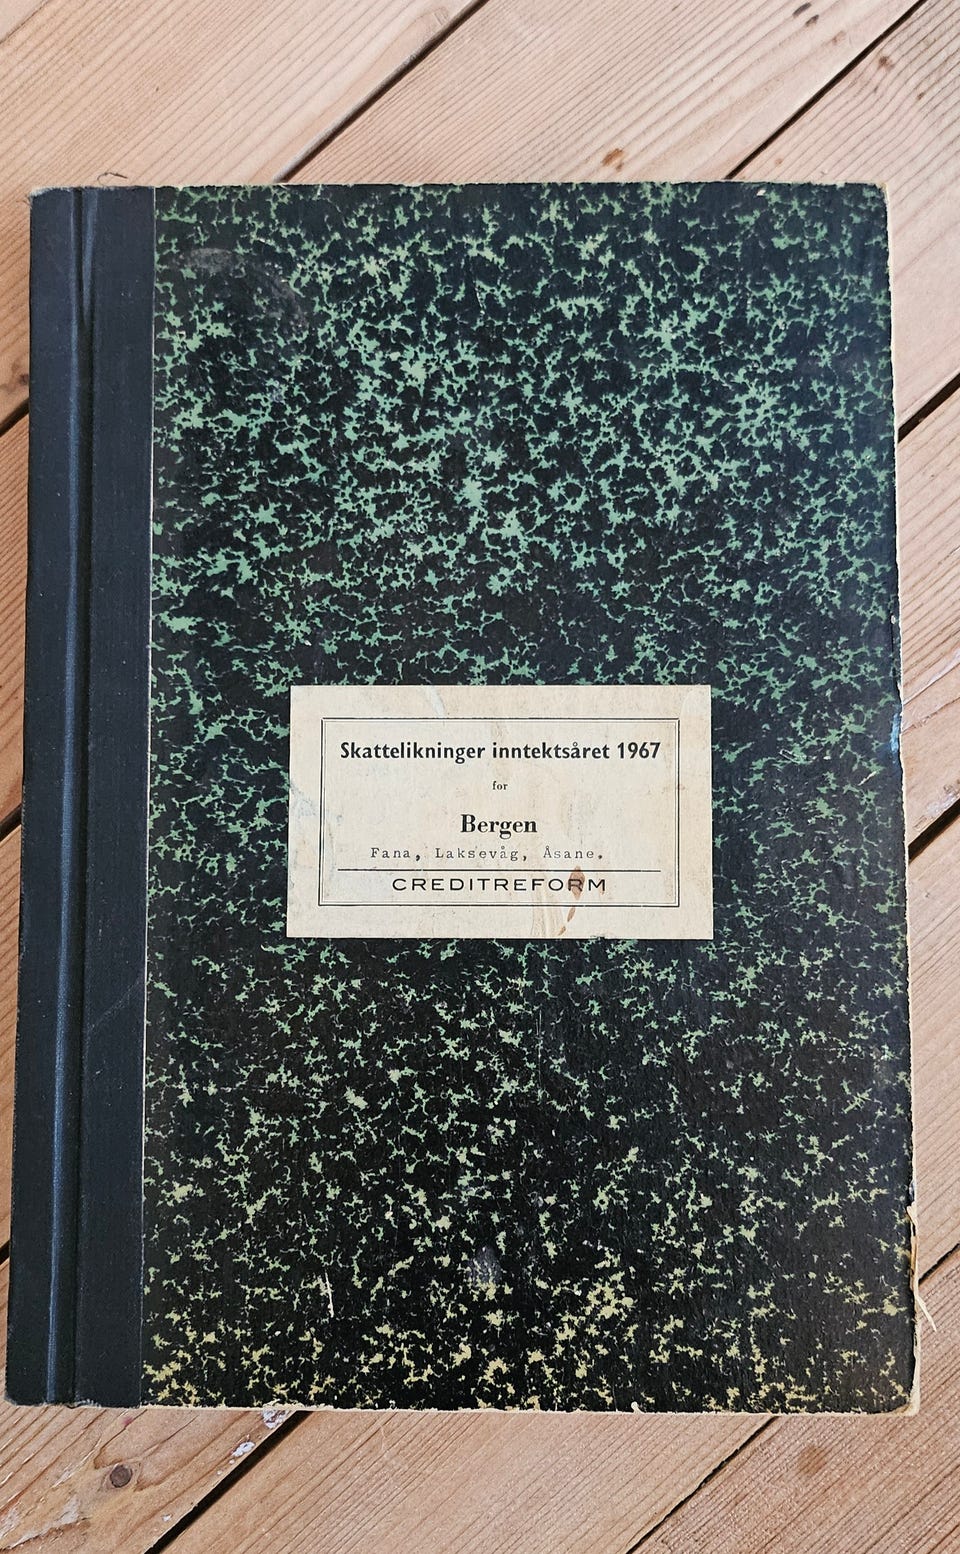 Skattelikninger inntektsåret 1967
for
Bergen
Fana, Laksevåg, Åsane.
CREDITREFORM